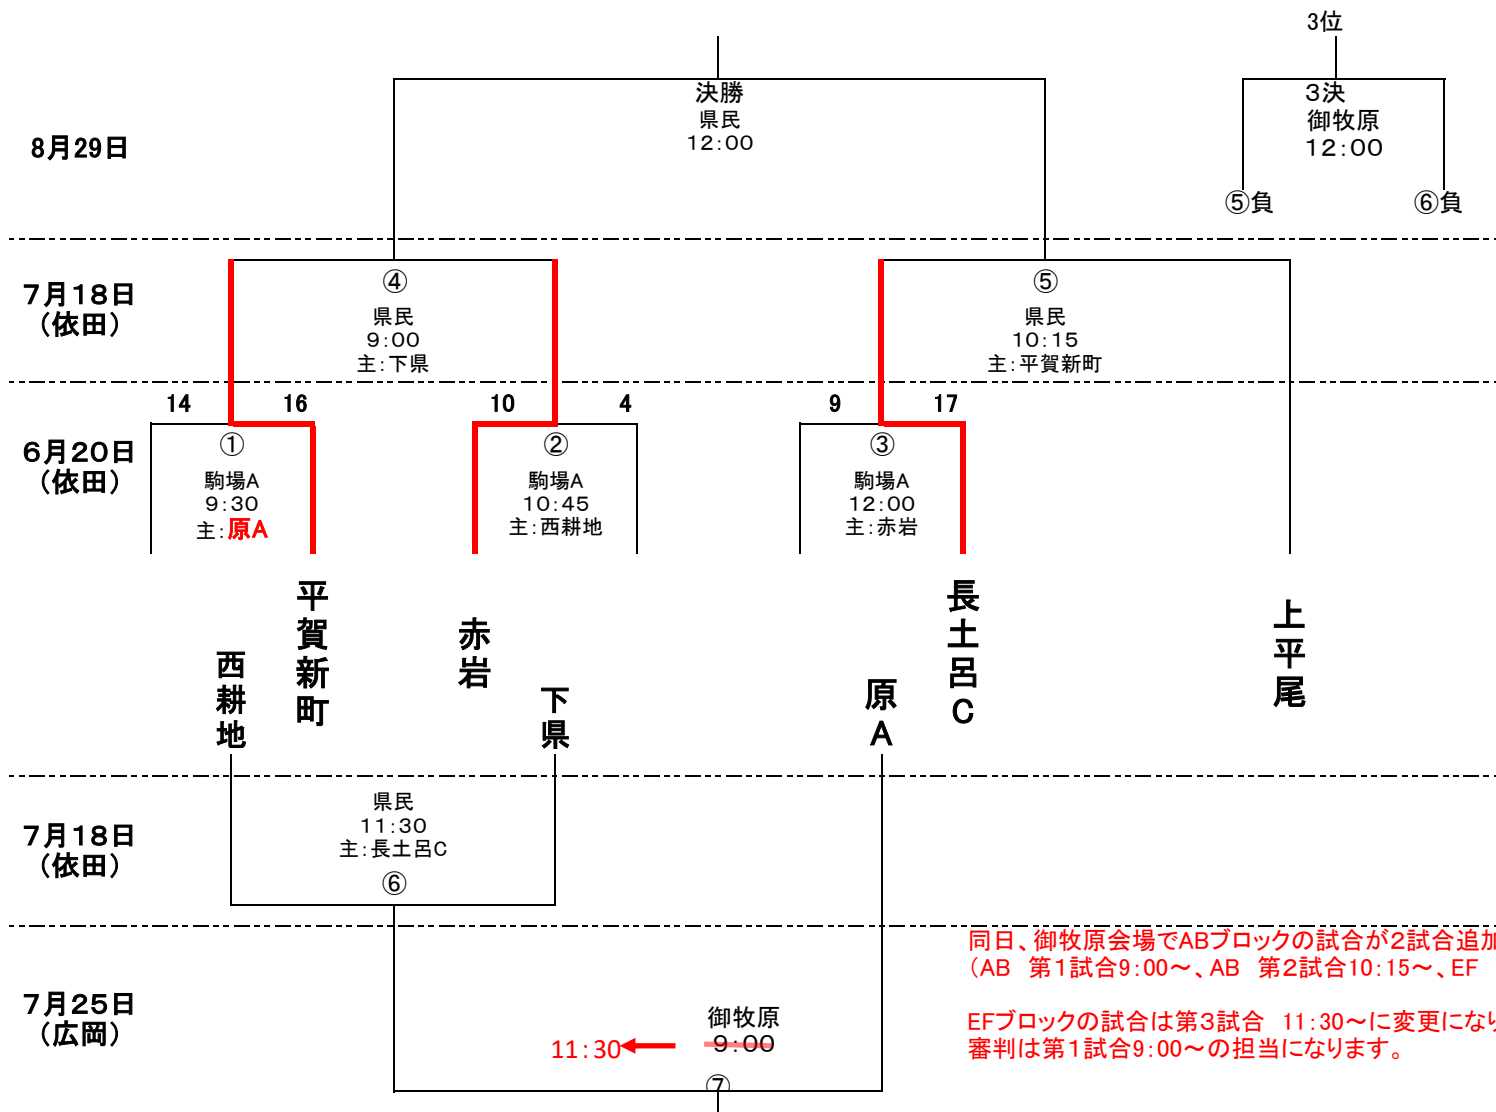 3位
決勝
県民
12:00
3決
御牧原
12:00
8月29日
⑤負
⑥負
7月18日
（依田）
④
県民
9:00
主:下県
⑤
県民
10:15
主:平賀新町
14
16
10
4
9
17
6月20日
（依田）
①
駒場A
9:30
主:原A
②
駒場A
10:45
主:西耕地
③
駒場A
12:00
主:赤岩
西耕地
平賀新町
赤岩
下県
原A
長土呂C
上平尾
7月18日
（依田）
県民
11:30
主:長土呂C
⑥
同日、御牧原会場でABブロックの試合が2試合追加
（AB 第1試合9:00～、AB 第2試合10:15～、EF
7月25日
（広岡）
EFブロックの試合は第3試合 11:30～に変更にな
審判は第1試合9:00～の担当になります。
御牧原
11:30
9:00
⑦